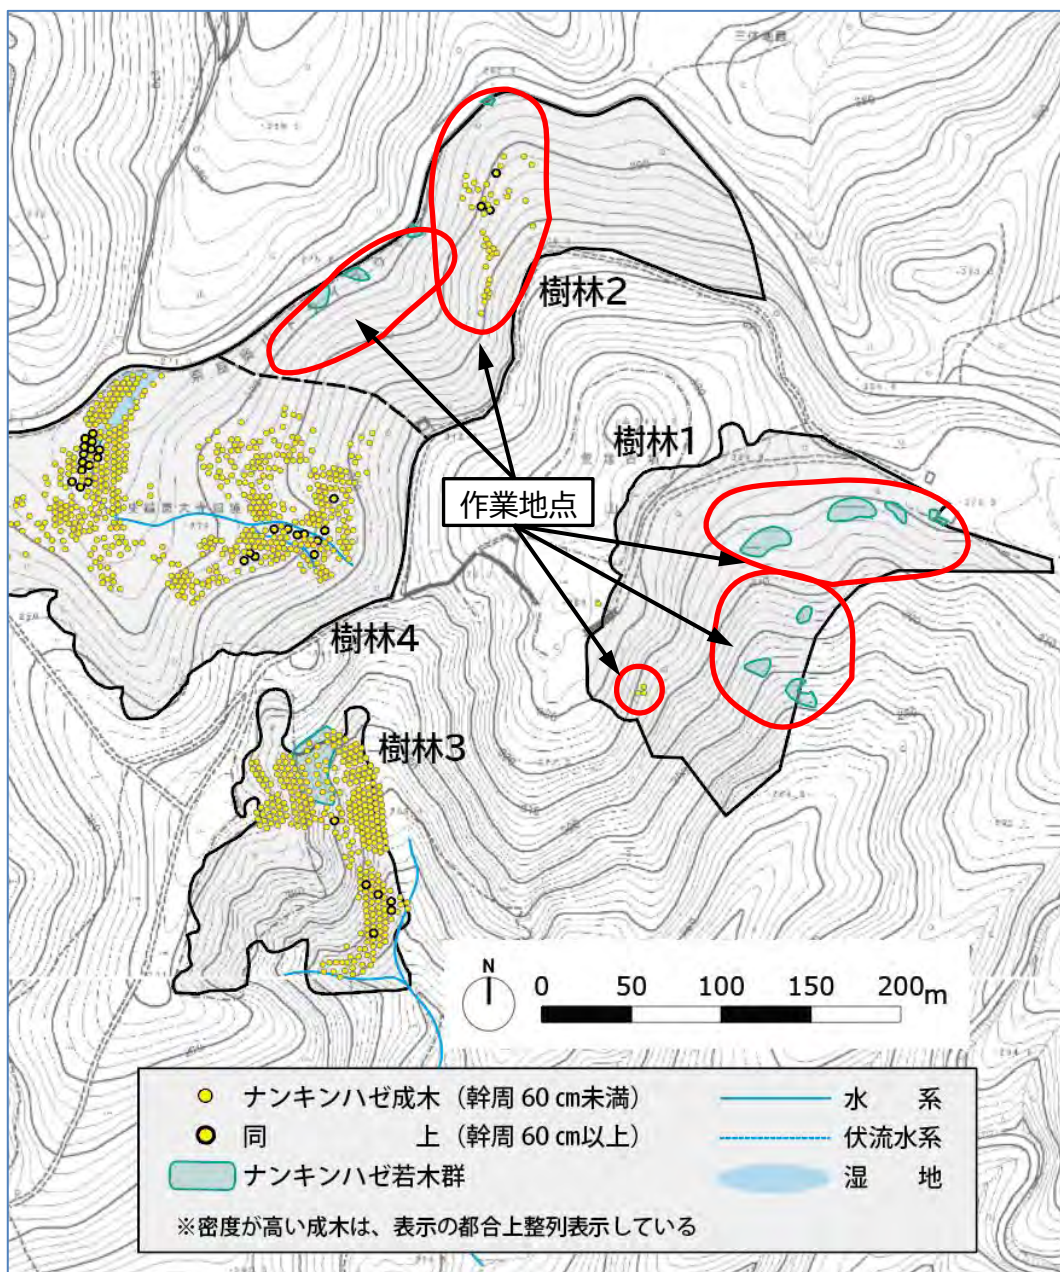 三体地蔵
樹林2
樹林1
作業地点
樹林4
樹林3
N
0 50 100 150 200m
ナンキンハゼ成木（幹周 60 ㎝未満） 水 系
同 上（幹周 60 ㎝以上） 伏流水系
ナンキンハゼ若木群 湿 地
※密度が高い成木は、表示の都合上整列表示している